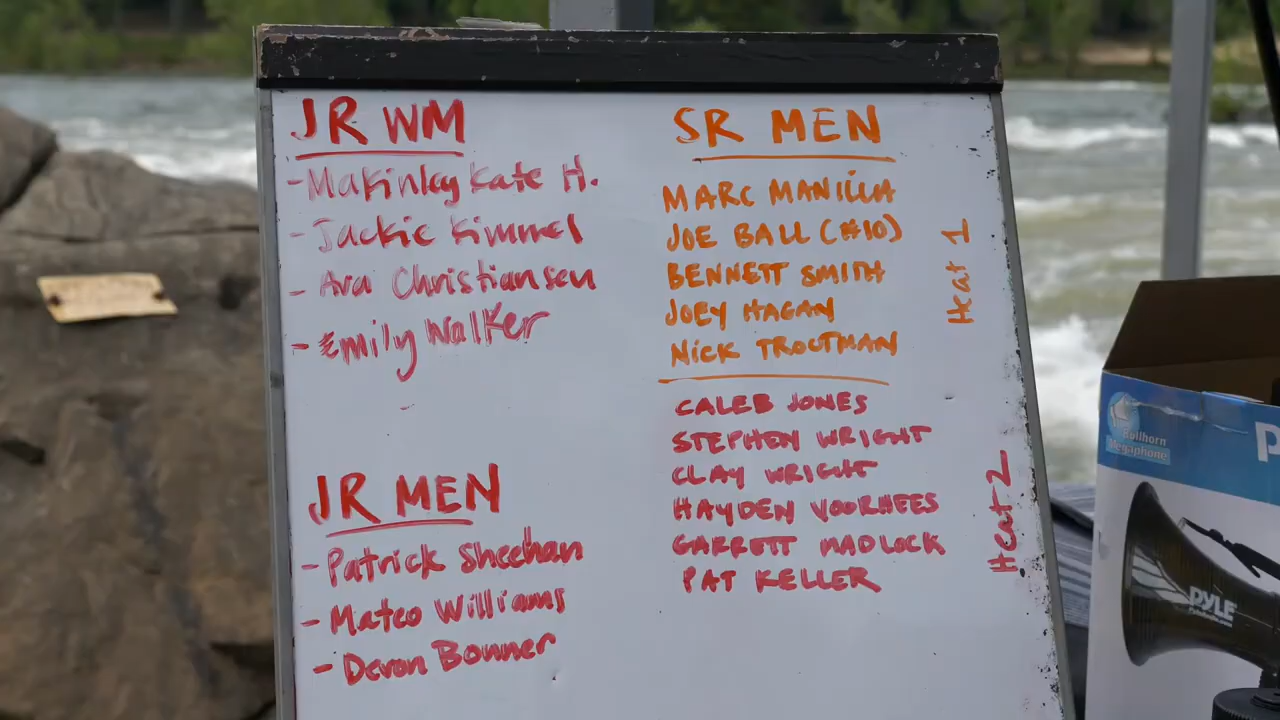 JR WM
- Makinley Kate H.
- Jackie Kimmel
- Ava Christiansen
- Emily Walker
JR MEN
- Patrick Sheehan
- Mateo Williams
- Devon Bonner
SR MEN
MARC MANILLA
JOE BALL (#10)
BENNETT SMITH
JOEY HAGAN
NICK TROUTMAN
Heat 1
CALEB JONES
STEPHEN WRIGHT
CLAY WRIGHT
HAYDEN VOORHEES
GARRETT MADLOCK
PAT KELLER
Heat 2
Bullhorn
Megaphone
P
PYLE